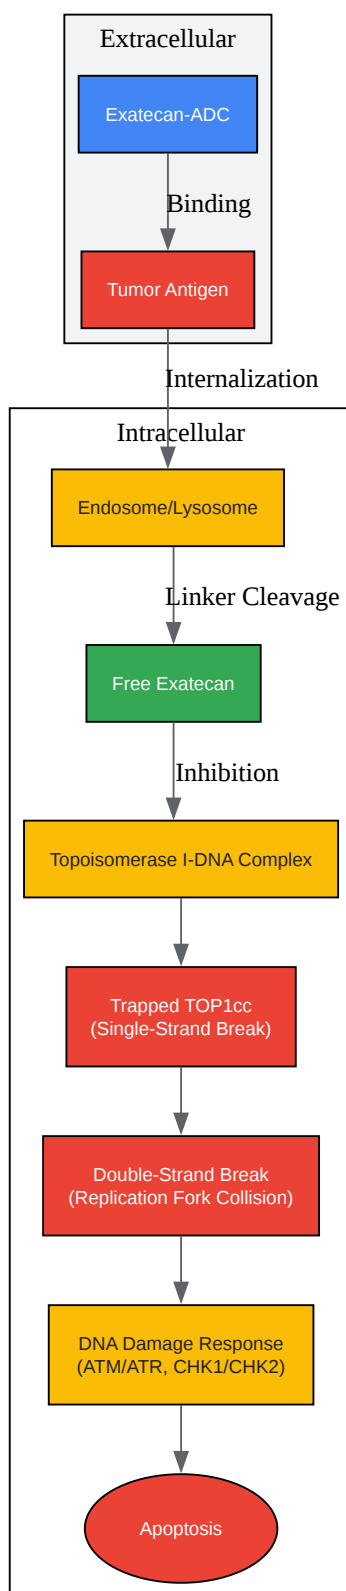 Extracellular
Exatecan-ADC
Binding
Tumor Antigen
Internalization
Intracellular
Endosome/Lysosome
Linker Cleavage
Free Exatecan
Inhibition
Topoisomerase I-DNA Complex
Trapped TOP1cc
(Single-Strand Break)
Double-Strand Break
(Replication Fork Collision)
DNA Damage Response
(ATM/ATR, CHK1/CHK2)
Apoptosis